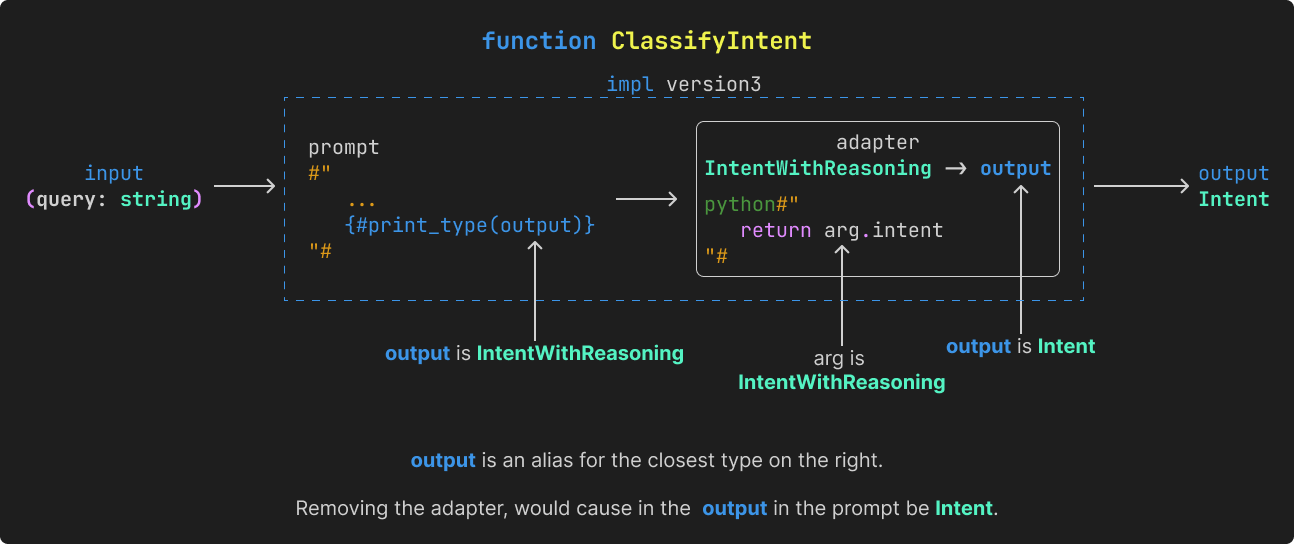 function ClassifyIntent
impl version3
input
(query: string)
prompt
#"
...
{#print_type(output)}
"#
adapter
IntentWithReasoning → output
python#"
return arg.intent
"#
output
Intent
output is IntentWithReasoning
arg is
IntentWithReasoning
output is Intent
output is an alias for the closest type on the right.
Removing the adapter, would cause in the output in the prompt be Intent.